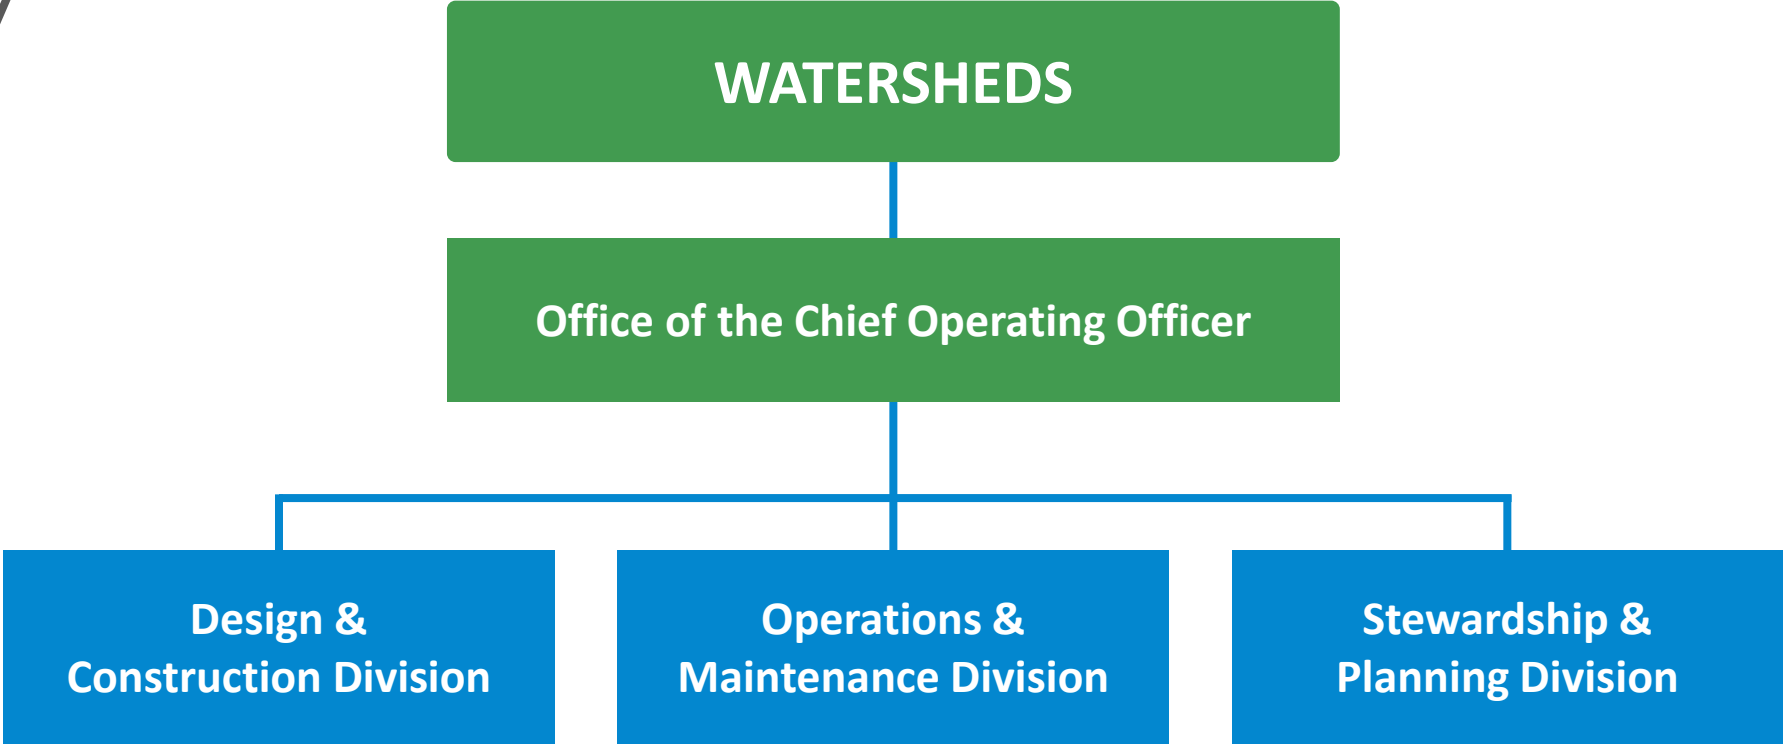 WATERSHEDS
Office of the Chief Operating Officer
Design &
Construction Division
Operations &
Maintenance Division
Stewardship &
Planning Division